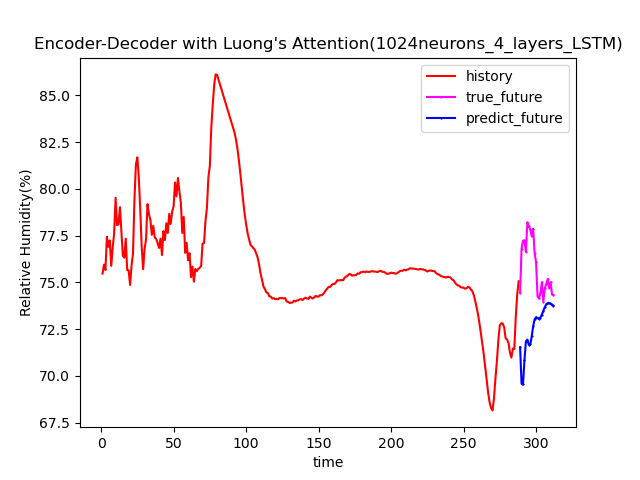 Encoder-Decoder with Luong's Attention(1024neurons_4_layers_LSTM)
history
true_future
predict_future
Relative Humidity(%)
85.0
82.5
80.0
77.5
75.0
72.5
70.0
67.5
0 50 100 150 200 250 300
time